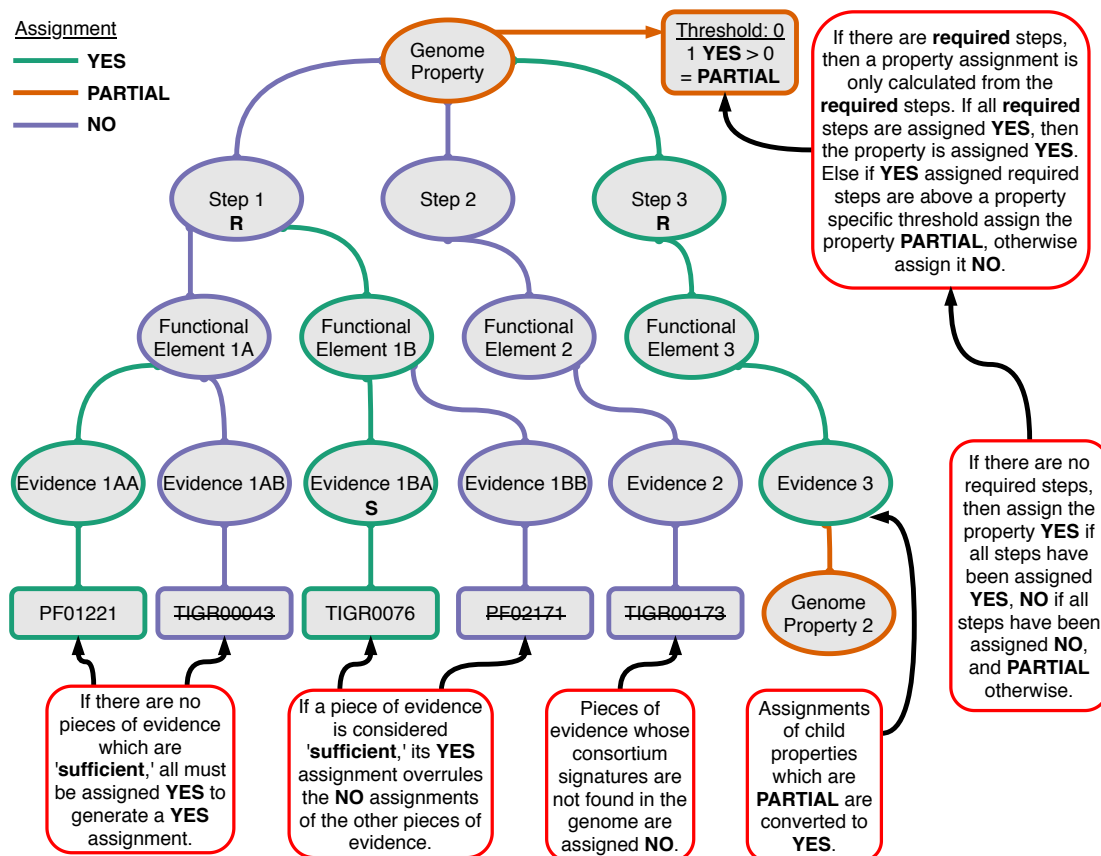 Assignment
YES
PARTIAL
NO
Genome
Property
Threshold: 0
1 YES > 0
= PARTIAL
If there are required steps,
then a property assignment is
only calculated from the
required steps. If all required
steps are assigned YES, then
the property is assigned YES.
Else if YES assigned required
steps are above a property
specific threshold assign the
property PARTIAL, otherwise
assign it NO.
Step 1
R
Step 2
Step 3
R
Functional
Element 1A
Functional
Element 1B
Functional
Element 2
Functional
Element 3
Evidence 1AA
Evidence 1AB
Evidence 1BA
S
Evidence 1BB
Evidence 2
Evidence 3
If there are no
required steps,
then assign the
property YES if
all steps have
been assigned
YES, NO if all
steps have been
assigned NO,
and PARTIAL
otherwise.
PF01221
TIGR00043
TIGR0076
PF02171
TIGR00173
Genome
Property 2
If there are no
pieces of evidence
which are
'sufficient,' all must
be assigned YES to
generate a YES
assignment.
If a piece of evidence
is considered
'sufficient,' its YES
assignment overrules
the NO assignments
of the other pieces of
evidence.
Pieces of
evidence whose
consortium
signatures are
not found in the
genome are
assigned NO.
Assignments
of child
properties
which are
PARTIAL are
converted to
YES.